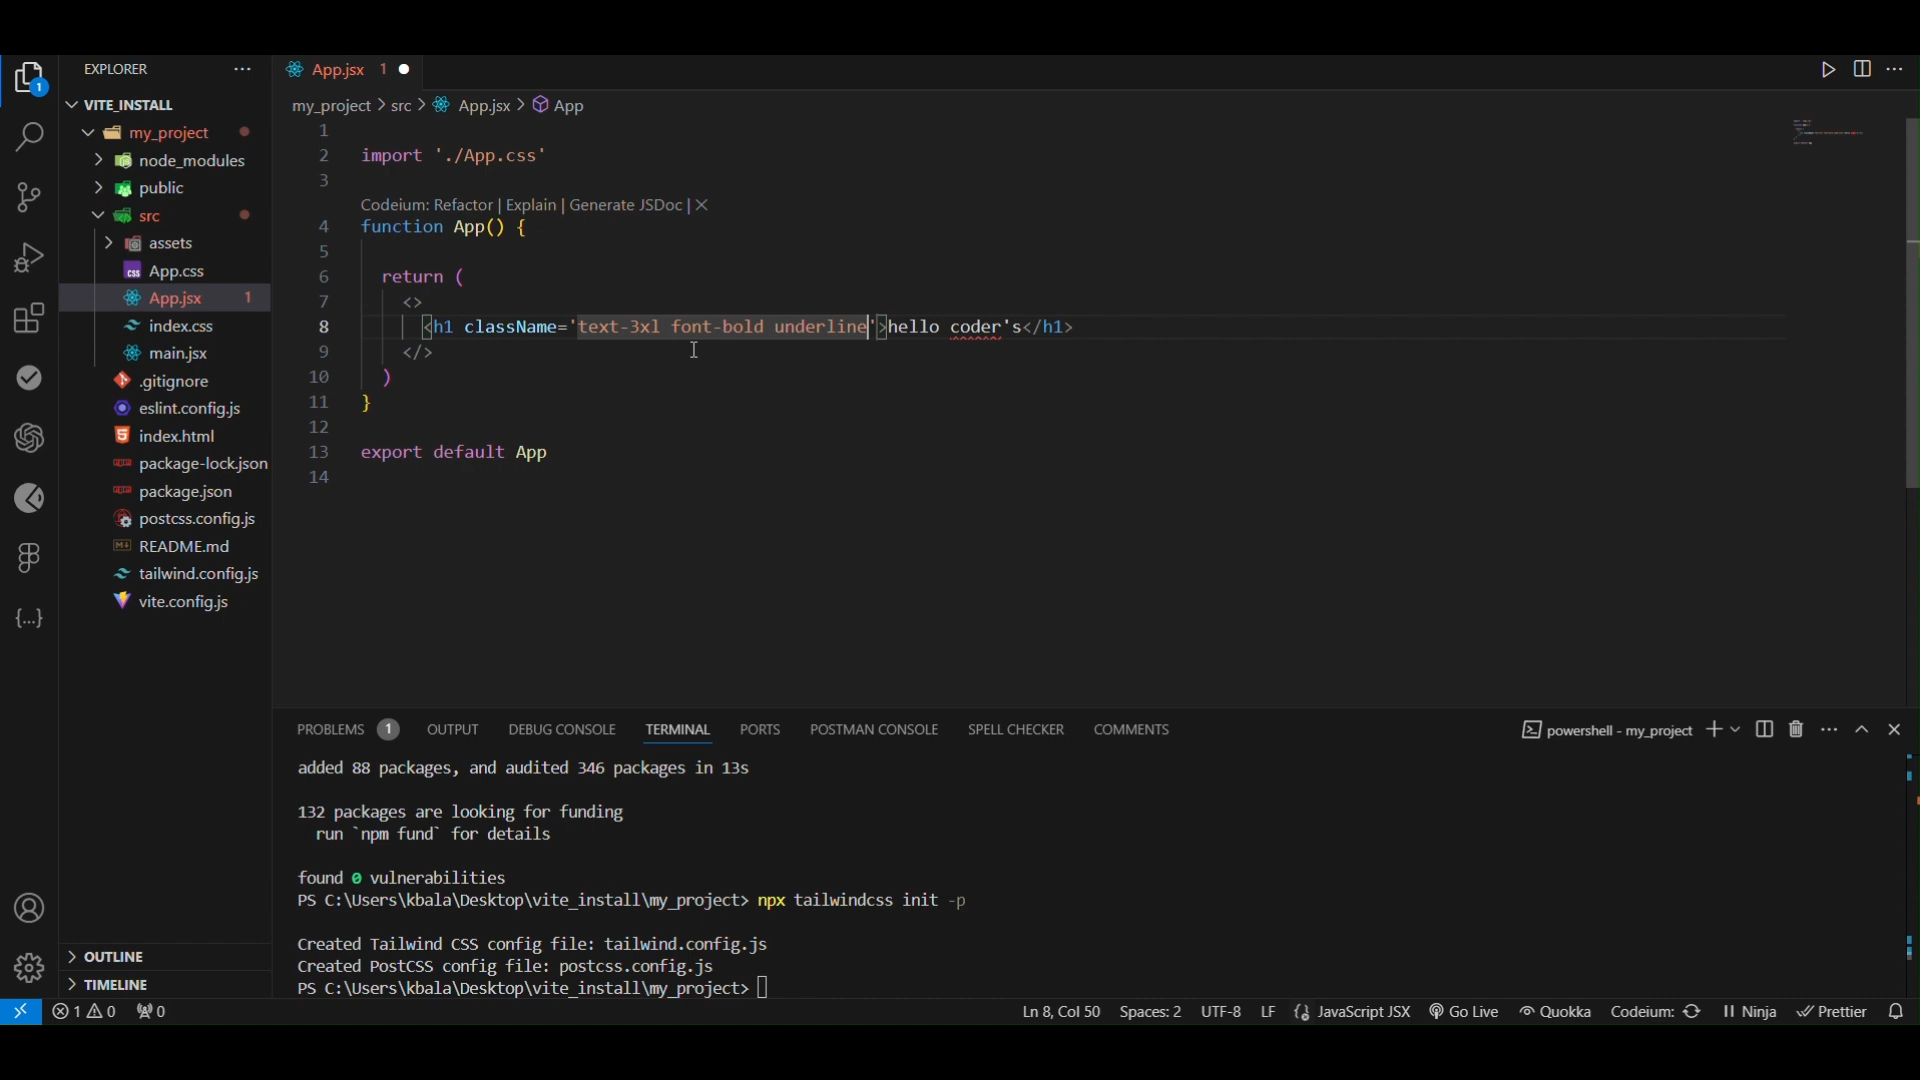 EXPLORER
VITE_INSTALL
my_project
node_modules
public
src
assets
App.css
App.jsx 1
index.css
main.jsx
.gitignore
eslint.config.js
index.html
package-lock.json
package.json
postcss.config.js
README.md
tailwind.config.js
vite.config.js
OUTLINE
TIMELINE
1
App.jsx 1
my_project > src > App.jsx > App
1
2 import './App.css'
3
Codeium: Refactor | Explain | Generate JSDoc | ×
4 function App() {
5
6 return (
7 <>
8 <h1 className='text-3xl font-bold underline'>hello coder's</h1>
9 </>
10 )
11 }
12
13 export default App
14
PROBLEMS 1 OUTPUT DEBUG CONSOLE TERMINAL PORTS POSTMAN CONSOLE SPELL CHECKER COMMENTS
powershell - my_project
added 88 packages, and audited 346 packages in 13s
132 packages are looking for funding
run `npm fund` for details
found 0 vulnerabilities
PS C:\Users\kbala\Desktop\vite_install\my_project> npx tailwindcss init -p
Created Tailwind CSS config file: tailwind.config.js
Created PostCSS config file: postcss.config.js
PS C:\Users\kbala\Desktop\vite_install\my_project>
1 0 0 Ln 8, Col 50 Spaces: 2 UTF-8 LF JavaScript JSX Go Live Quokka Codeium: Ninja Prettier